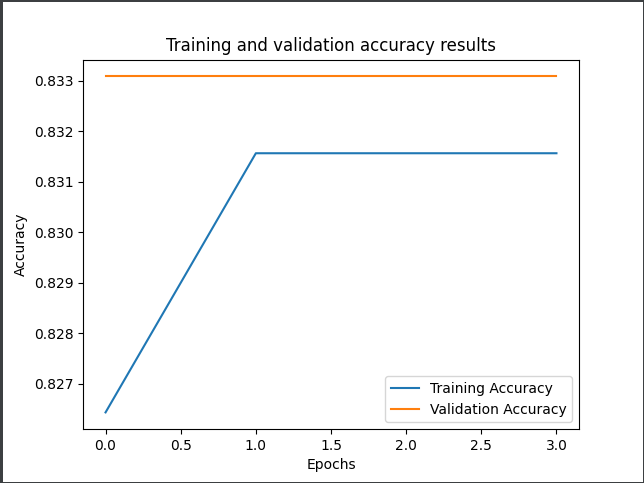 Training and validation accuracy results
0.833
0.832
0.831
0.830
0.829
0.828
0.827
Accuracy
Training Accuracy
Validation Accuracy
0.0 0.5 1.0 1.5 2.0 2.5 3.0
Epochs